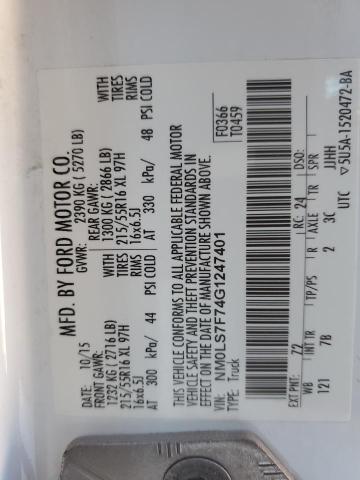 MFD. BY FORD MOTOR CO.
DATE: 10/15 GVWR: 2390 KG ( 5270 LB)
FRONT GAWR: REAR GAWR:
1232 KG ( 2716 LB) 1300 KG ( 2866 LB) WITH
215/55R16 XL 97H 215/55R16 XL 97H TIRES
16x6.5J 16x6.5J RIMS
AT 300 kPa/ 44 PSI COLD AT 330 kPa/ 48 PSI COLD
WITH
TIRES
RIMS
THIS VEHICLE CONFORMS TO ALL APPLICABLE FEDERAL MOTOR
VEHICLE SAFETY AND THEFT PREVENTION STANDARDS IN
EFFECT ON THE DATE OF MANUFACTURE SHOWN ABOVE.
VIN: NM0LS7F74G1247401
TYPE: Truck
F0366
T0459
EXT PNT: Z2 RC: 24 DSO:
WB INT TR TP/PS R AXLE TR SPR
121 7B 2 3C JJHH
UTC ▽5U5A-1520472-BA